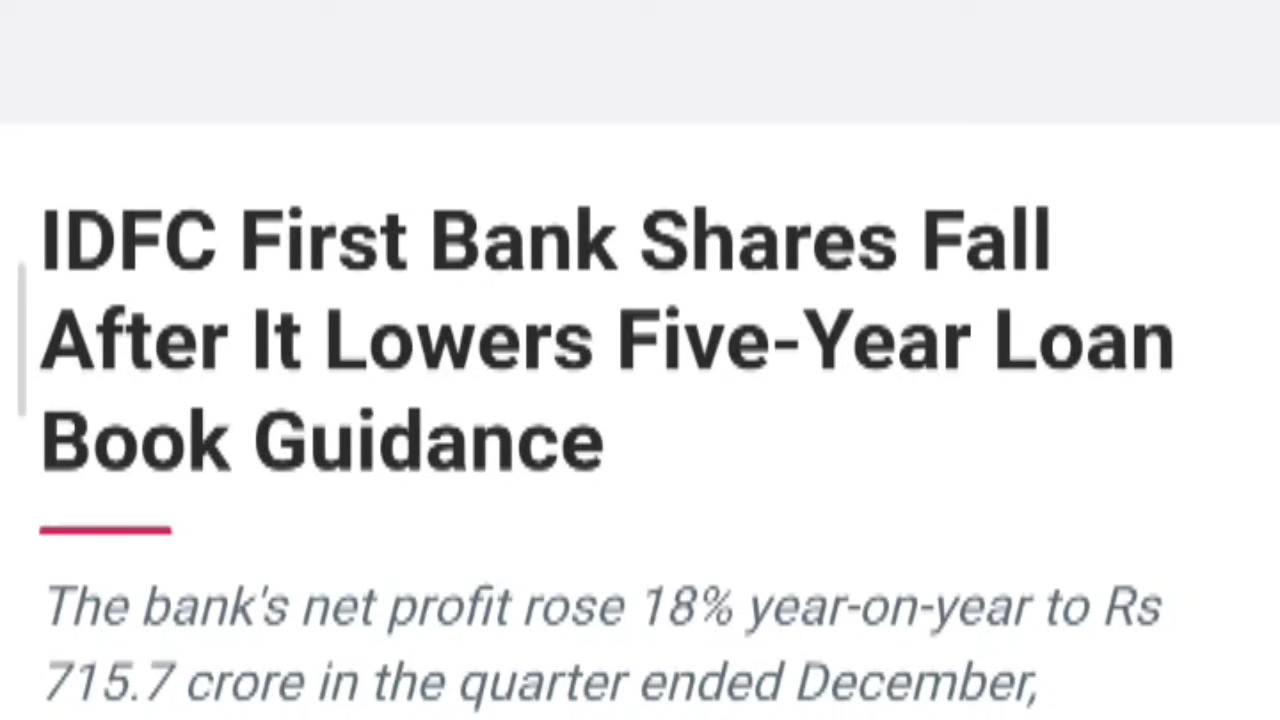 IDFC First Bank Shares Fall
After It Lowers Five-Year Loan
Book Guidance
The bank's net profit rose 18% year-on-year to Rs
715.7 crore in the quarter ended December,